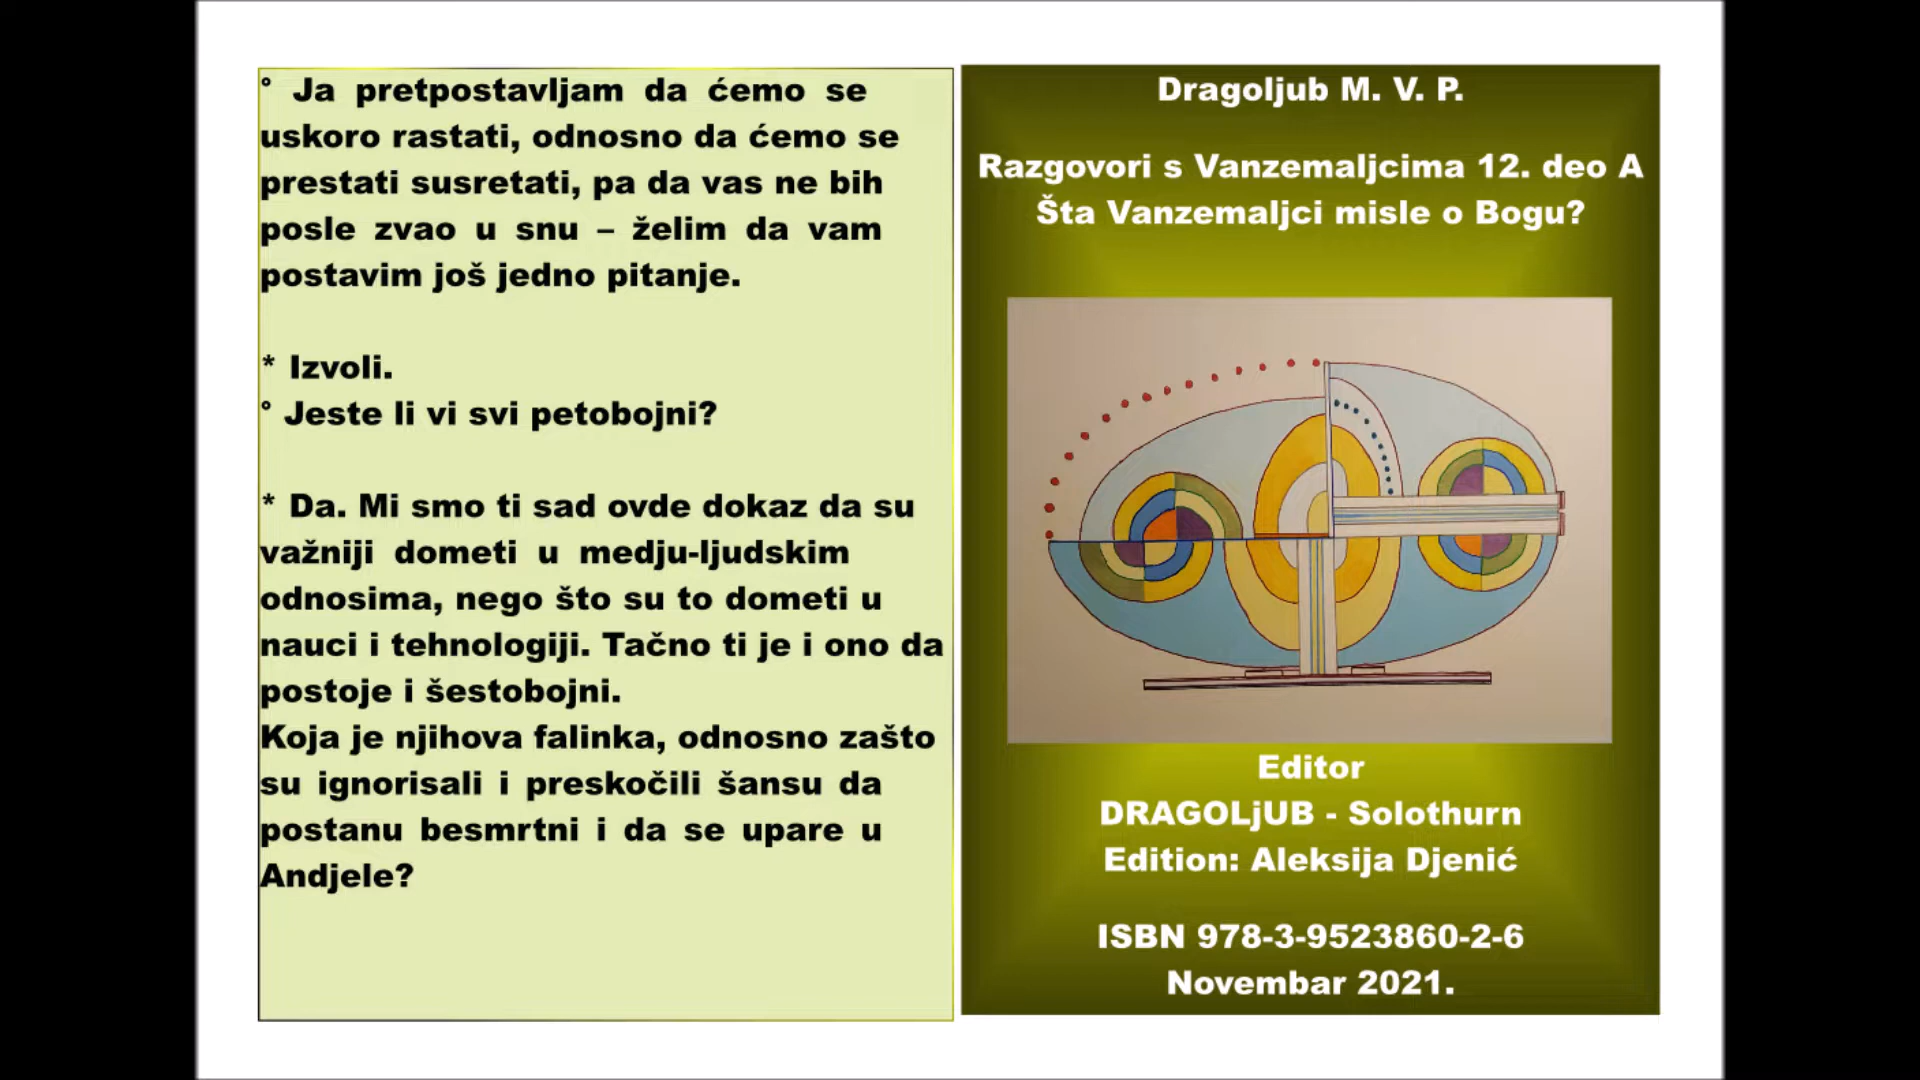 ° Ja pretpostavljam da ćemo se
uskoro rastati, odnosno da ćemo se
prestati susretati, pa da vas ne bih
posle zvao u snu – želim da vam
postavim još jedno pitanje.
* Izvoli.
° Jeste li vi svi petobojni?
* Da. Mi smo ti sad ovde dokaz da su
važniji dometi u medju-ljudskim
odnosima, nego što su to dometi u
nauci i tehnologiji. Tačno ti je i ono da
postoje i šestobojni.
Koja je njihova falinka, odnosno zašto
su ignorisali i preskočili šansu da
postanu besmrtni i da se upare u
Andjele?
Dragoljub M. V. P.
Razgovori s Vanzemaljcima 12. deo A
Šta Vanzemaljci misle o Bogu?
Editor
DRAGOLjUB - Solothurn
Edition: Aleksija Djenić
ISBN 978-3-9523860-2-6
Novembar 2021.